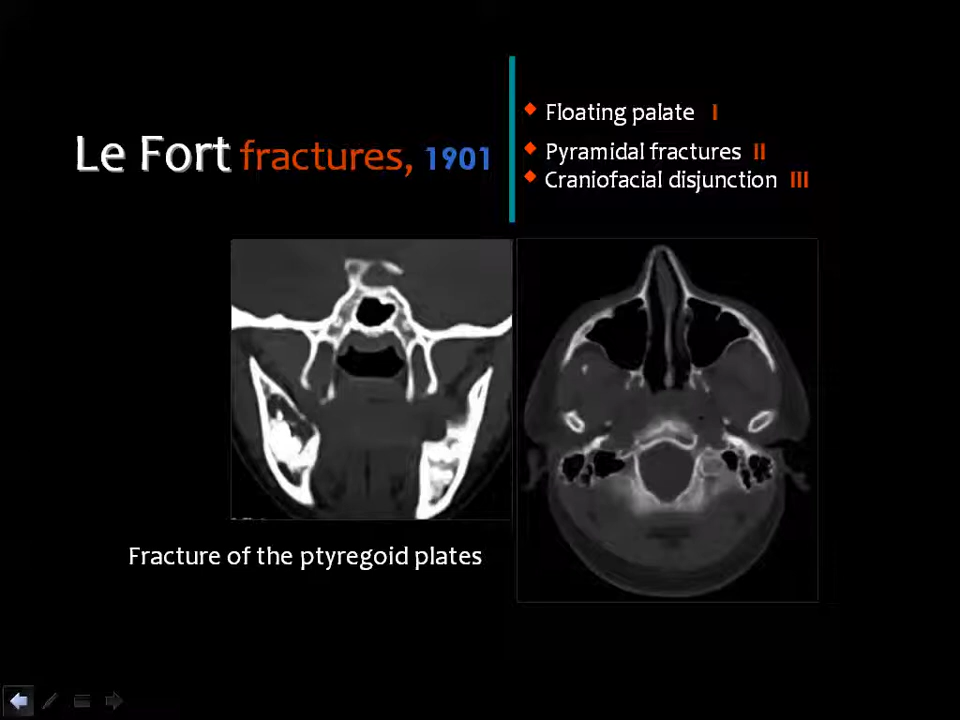 Le Fort fractures, 1901
Floating palate I
Pyramidal fractures II
Craniofacial disjunction III
Fracture of the ptyregoid plates